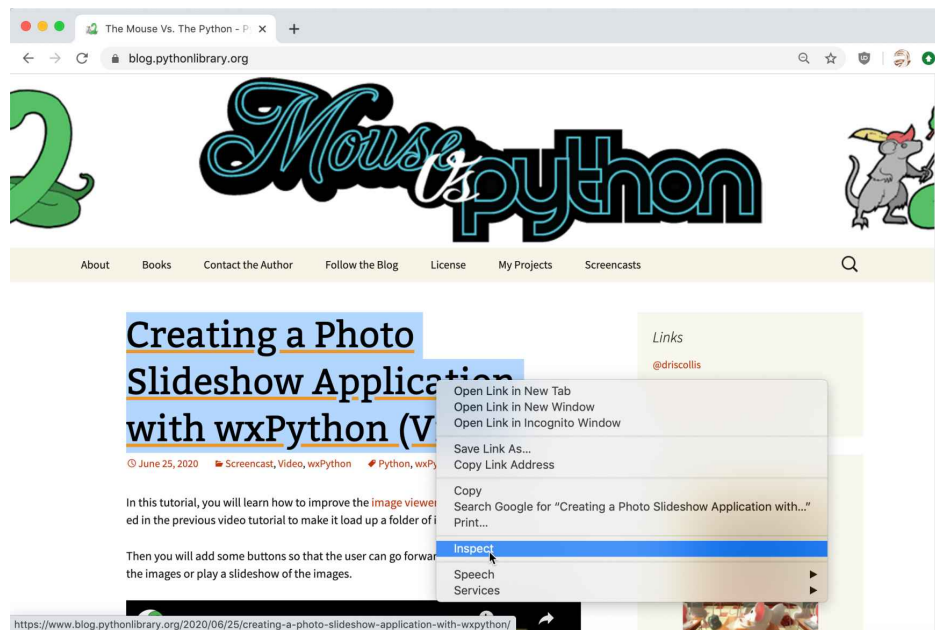 The Mouse Vs. The Python - P
blog.pythonlibrary.org
Mouse Vs. python
About Books Contact the Author Follow the Blog License My Projects Screencasts
Creating a Photo
Slideshow Application
with wxPython (V
June 25, 2020 Screencast, Video, wxPython Python, wxPy
In this tutorial, you will learn how to improve the image viewer
ed in the previous video tutorial to make it load up a folder of i
Then you will add some buttons so that the user can go forwar
the images or play a slideshow of the images.
Links
@driscollis
Open Link in New Tab
Open Link in New Window
Open Link in Incognito Window
Save Link As...
Copy Link Address
Copy
Search Google for “Creating a Photo Slideshow Application with...”
Print...
Inspect
Speech
Services
https://www.blog.pythonlibrary.org/2020/06/25/creating-a-photo-slideshow-application-with-wxpython/